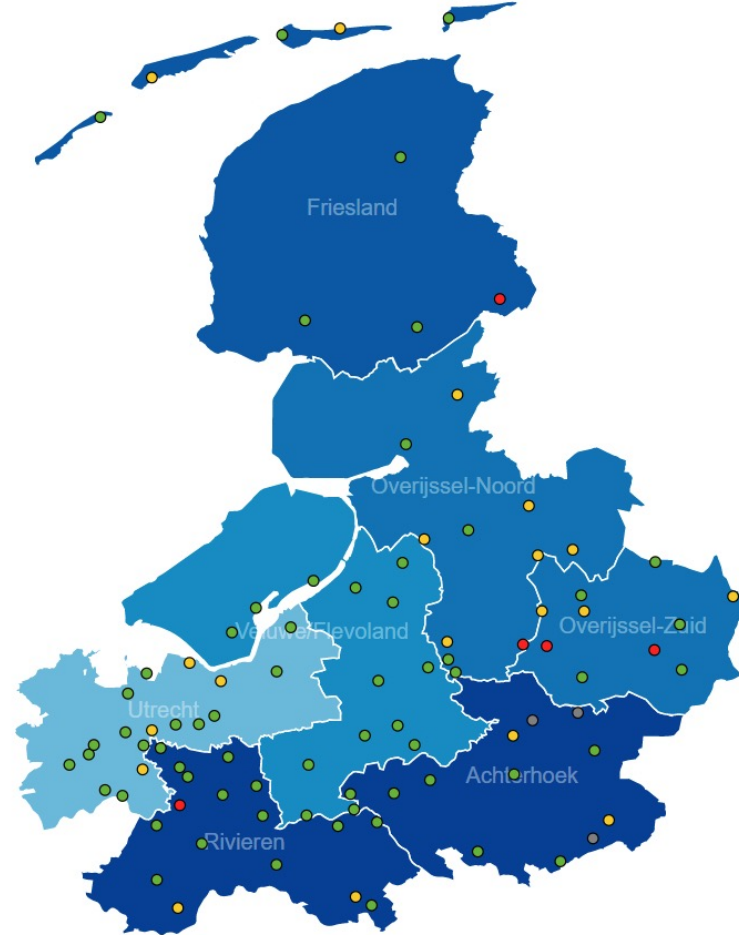 Friesland
Overijssel-Noord
Overijssel-Zuid
Veluwe/Flevoland
Utrecht
Achterhoek
Rivieren